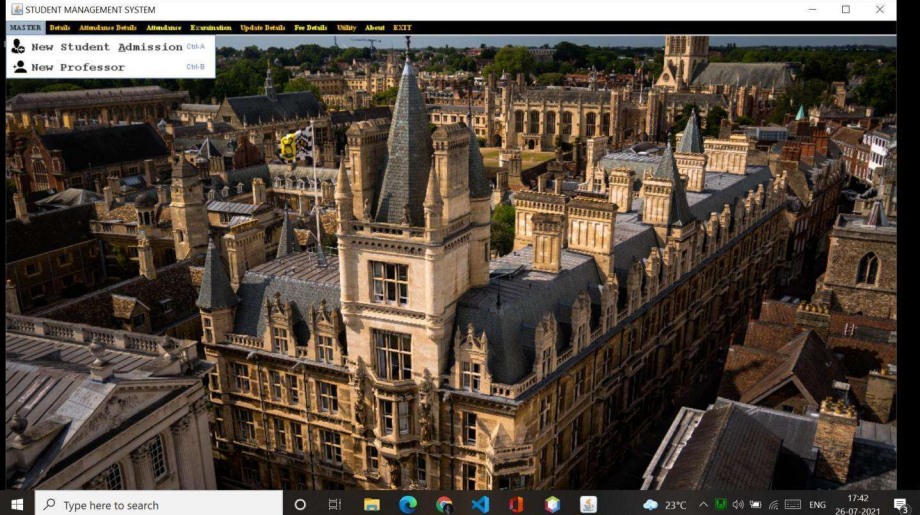 STUDENT MANAGEMENT SYSTEM
MASTER Details Attendance Details Attendance Examination Update Details Fee Details Utility About EXIT
New Student Admission Ctrl-A
New Professor Ctrl-B
Type here to search
23°C ENG 17:42
26-07-2021 3